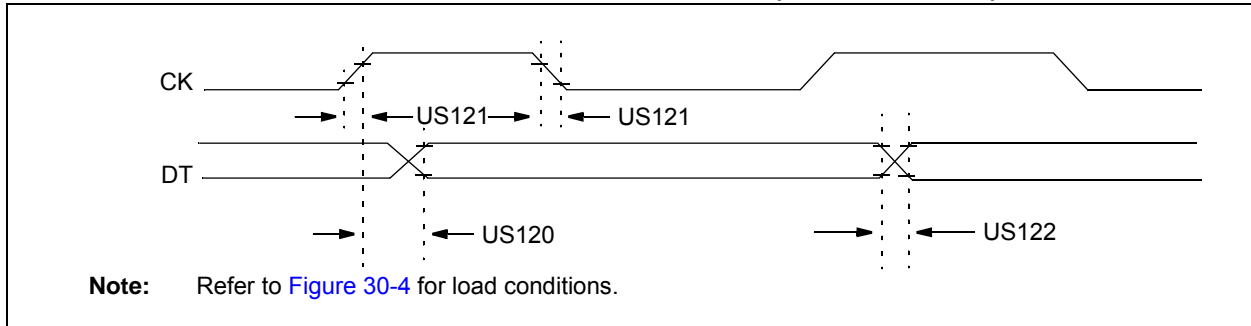 CK
US121 US121
DT
US120 US122
Note: Refer to Figure 30-4 for load conditions.